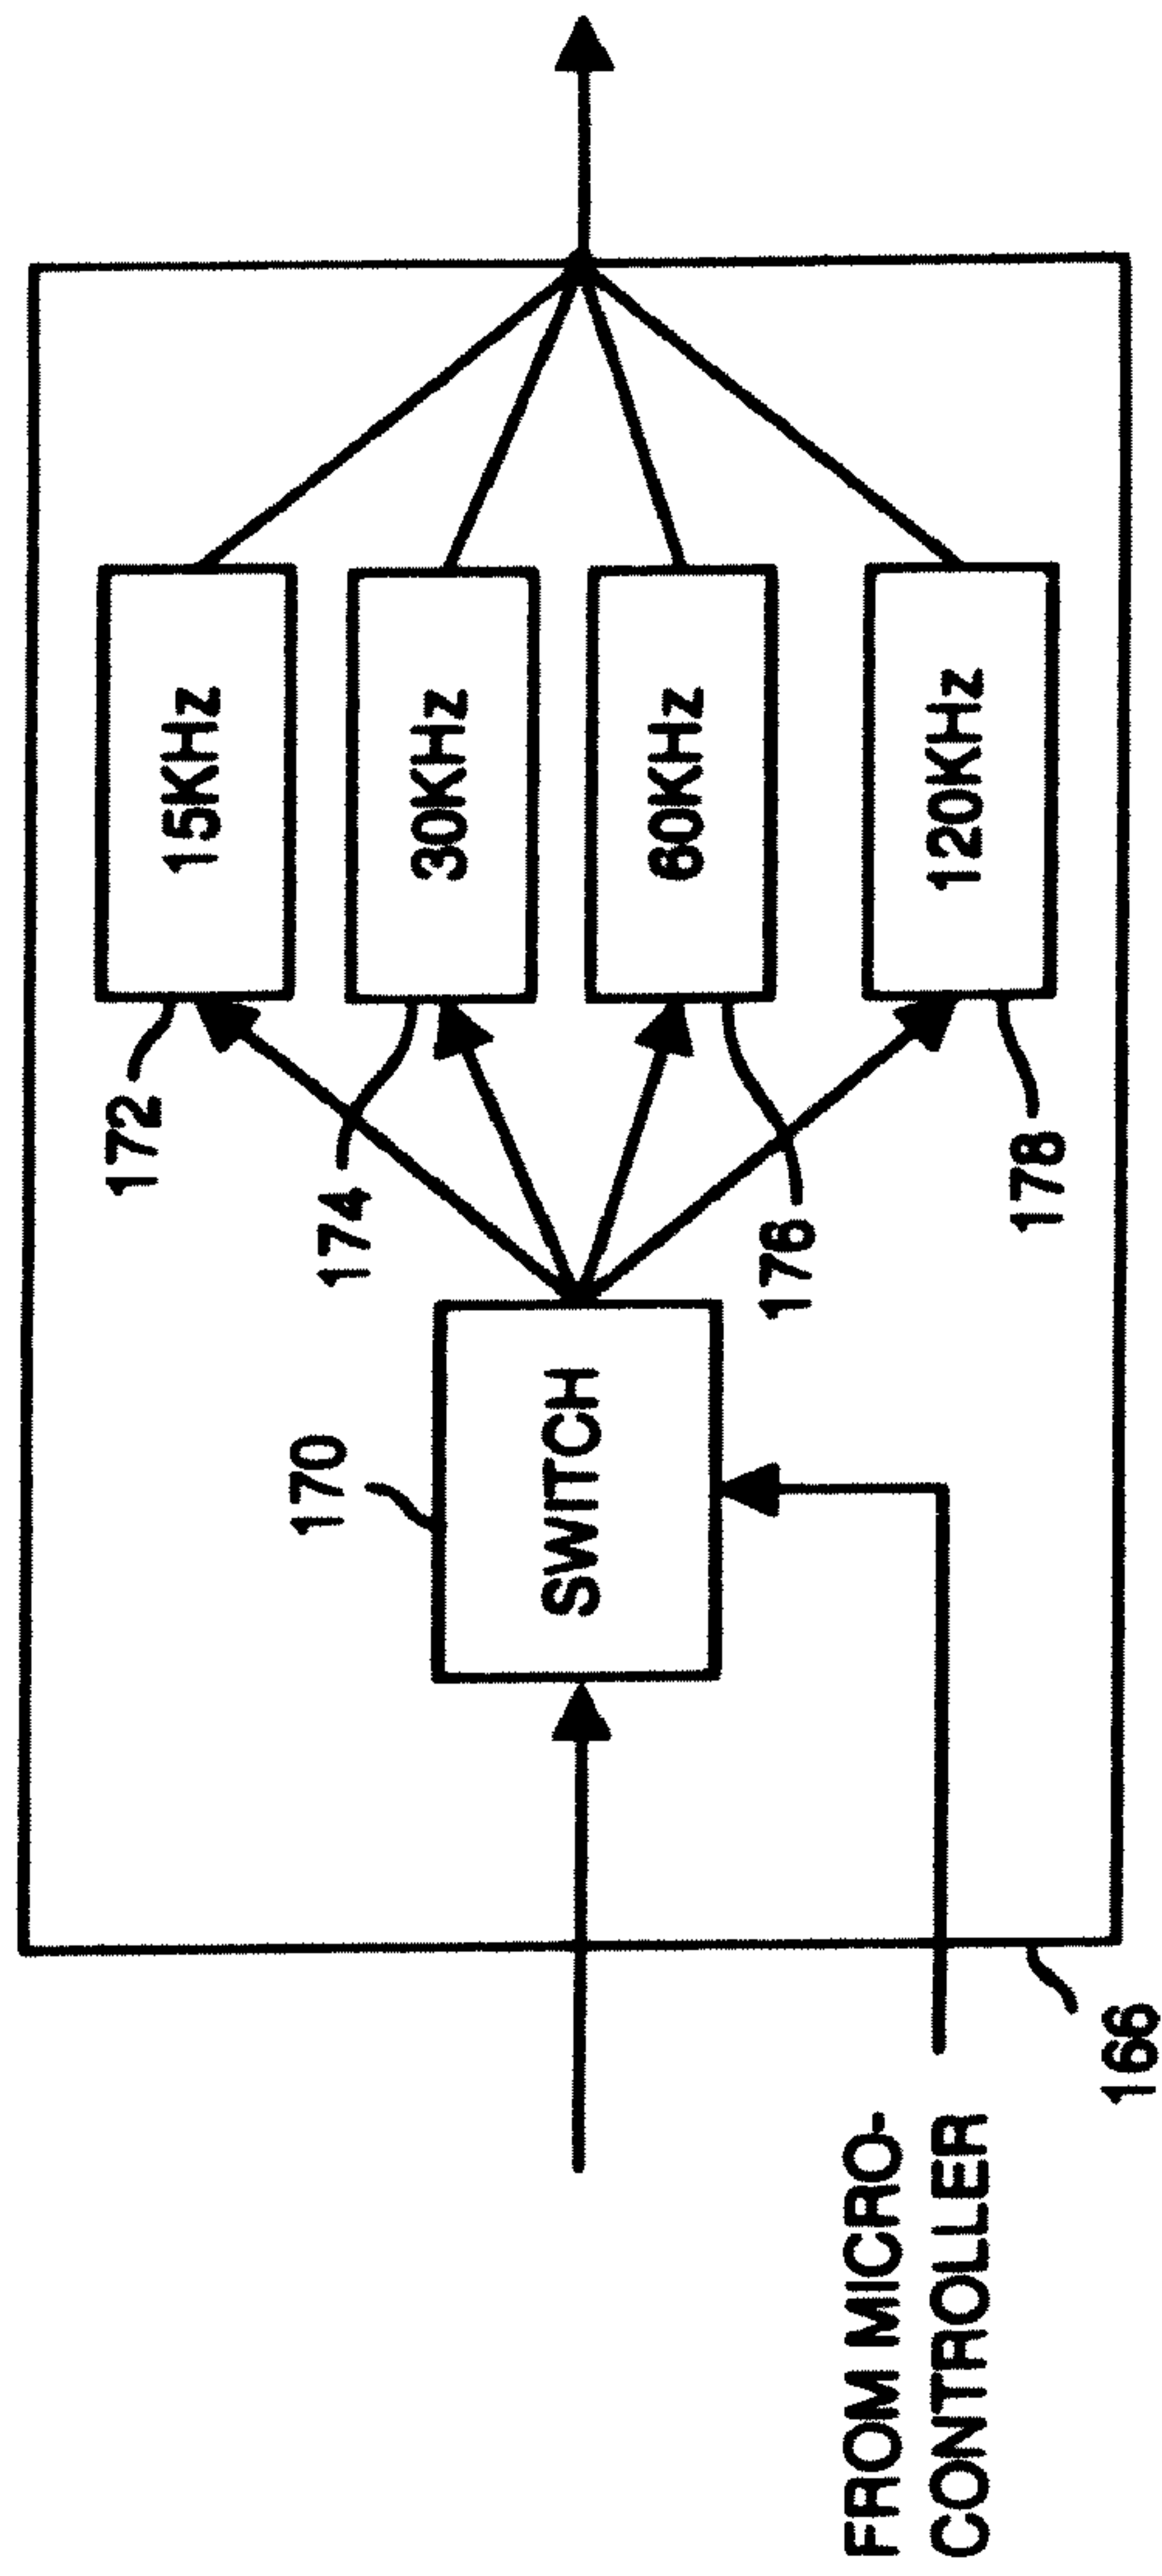 15KHz
30KHz
60KHz
120KHz
172
174
176
178
170
SWITCH
FROM MICRO-
CONTROLLER
166